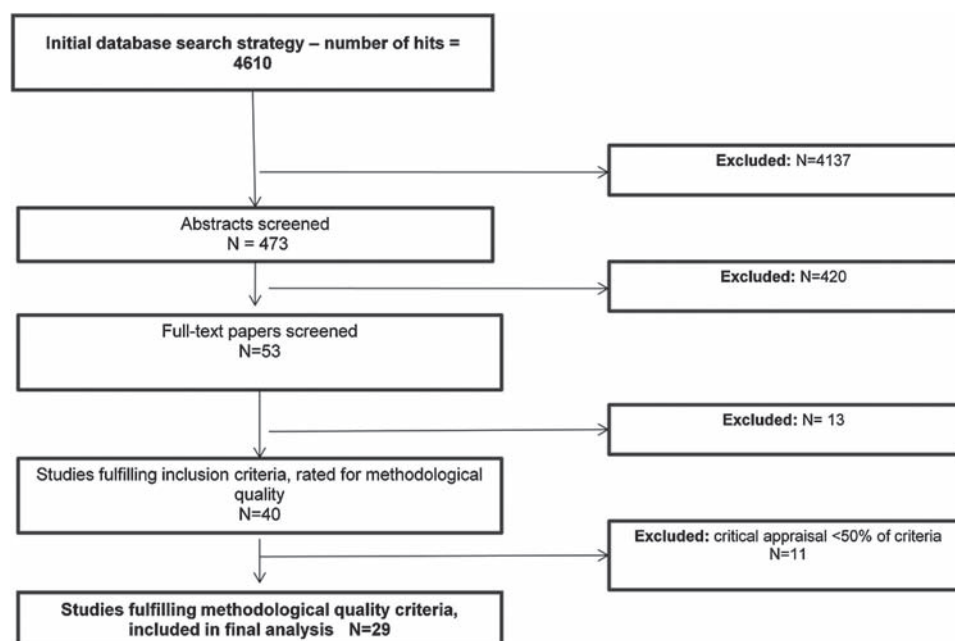 Initial database search strategy – number of hits =
4610
Excluded: N=4137
Abstracts screened
N = 473
Excluded: N=420
Full-text papers screened
N=53
Excluded: N= 13
Studies fulfilling inclusion criteria, rated for methodological
quality
N=40
Excluded: critical appraisal <50% of criteria
N=11
Studies fulfilling methodological quality criteria,
included in final analysis N=29